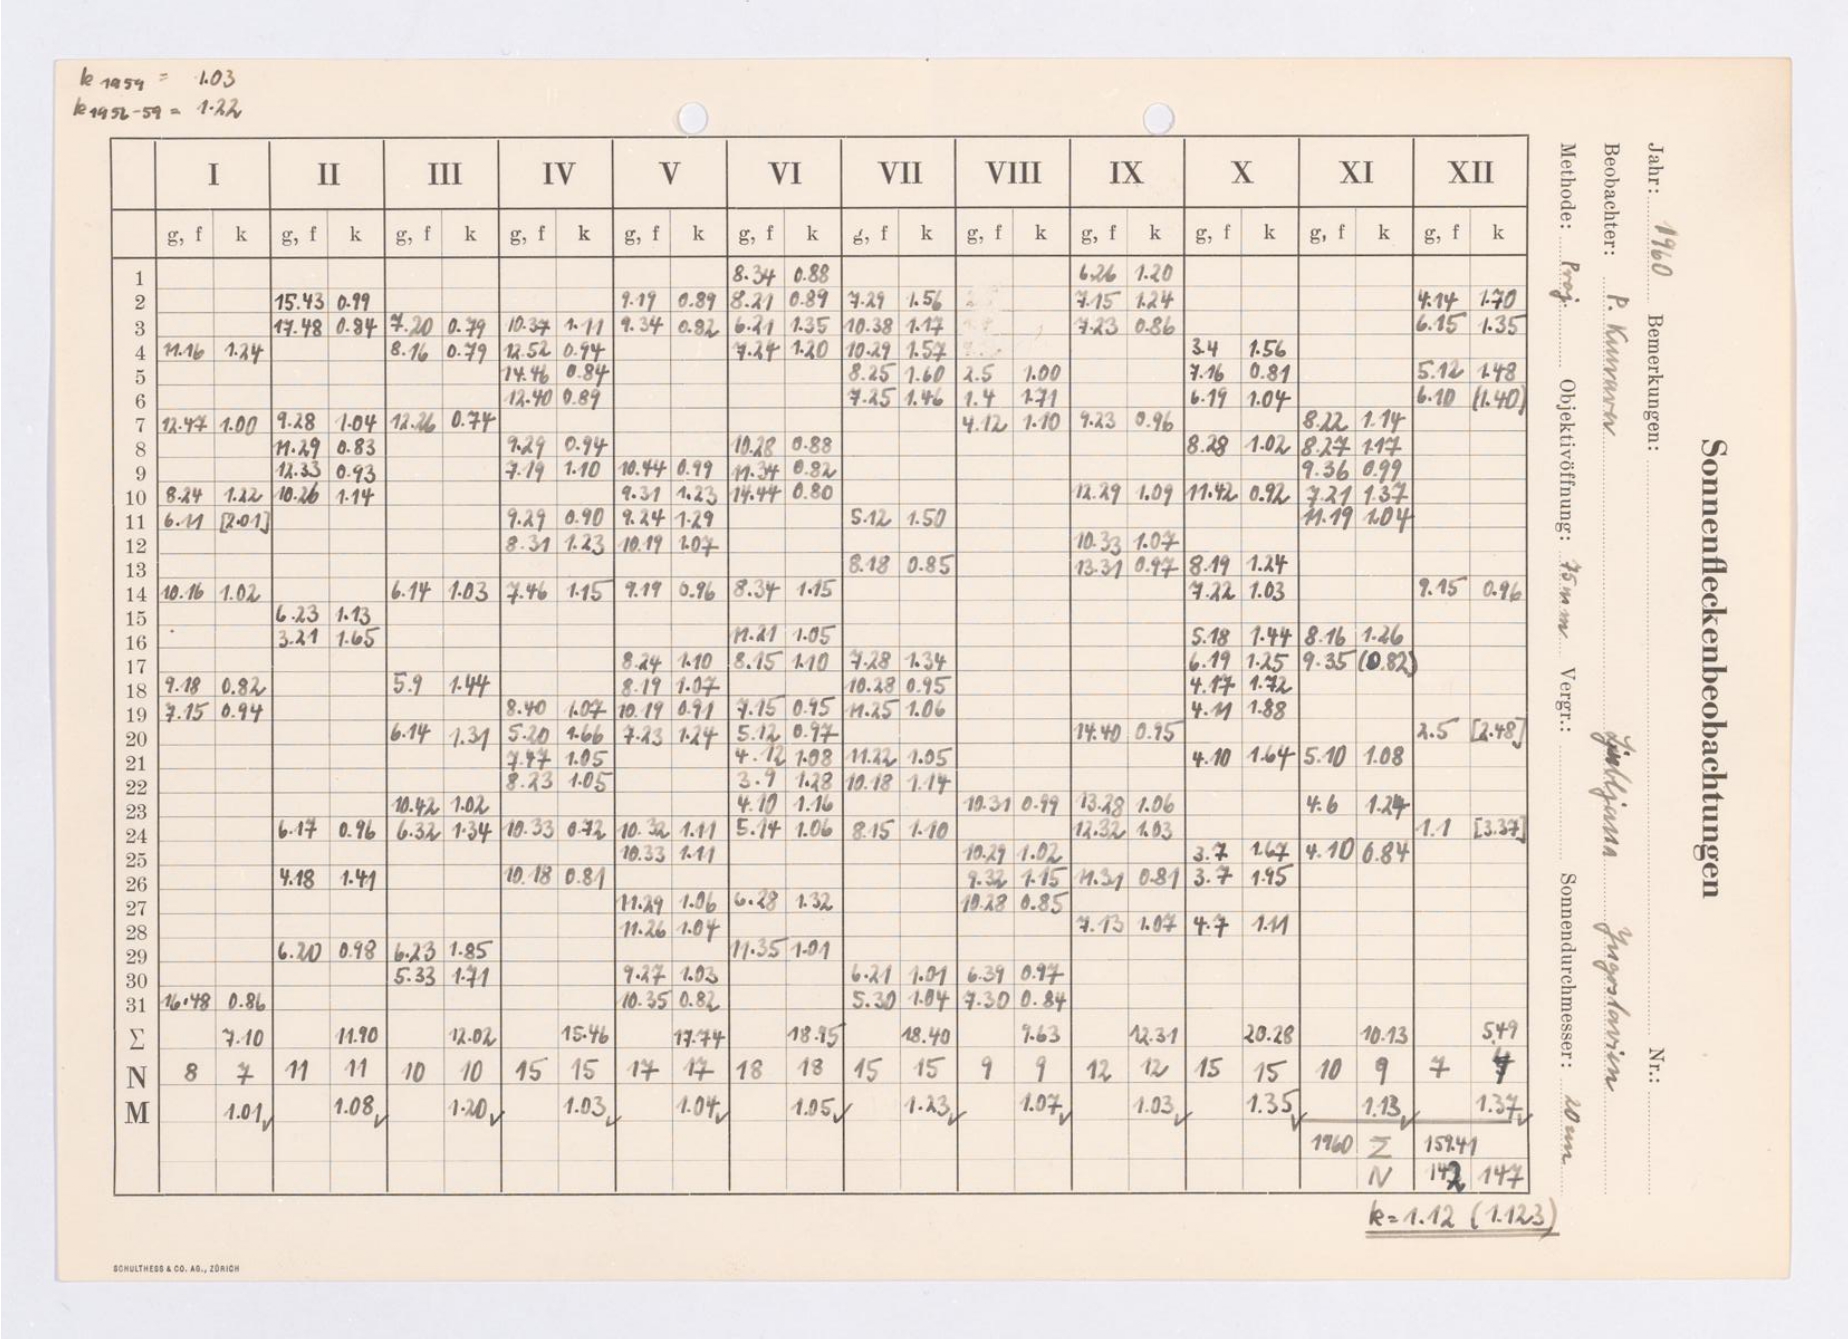 k 1959 = 1.03
k 1956-59 = 1.22
I II III IV V VI VII VIII IX X XI XII
g, f k g, f k g, f k g, f k g, f k g, f k g, f k g, f k g, f k g, f k g, f k g, f k
1 8.34 0.88 6.26 1.20
2 15.43 0.99 9.19 0.89 8.21 0.89 7.29 1.56 7.15 1.24 4.14 1.70
3 17.48 0.84 7.20 0.79 10.37 1.11 9.34 0.82 6.21 1.35 10.38 1.17 7.23 0.86 6.15 1.35
4 11.16 1.24 8.16 0.79 12.52 0.94 7.24 1.20 10.29 1.57 3.4 1.56
5 14.46 0.84 8.25 1.60 2.5 1.00 7.16 0.81 5.12 1.48
6 12.40 0.89 7.25 1.46 1.4 1.71 6.19 1.04 6.10 (1.40)
7 12.47 1.00 9.28 1.04 12.26 0.74 4.12 1.10 9.23 0.96 8.22 1.14
8 11.29 0.83 9.29 0.94 10.28 0.88 8.28 1.02 8.27 1.17
9 12.33 0.93 7.19 1.10 10.44 0.99 11.34 0.82 9.36 0.99
10 8.24 1.22 10.26 1.14 9.31 1.23 14.44 0.80 12.29 1.09 11.42 0.92 7.21 1.37
11 6.11 [2.01] 9.29 0.90 9.24 1.29 5.12 1.50 11.19 1.04
12 8.31 1.23 10.19 1.07 10.33 1.07
13 8.18 0.85 13.31 0.97 8.19 1.24
14 10.16 1.02 6.14 1.03 7.46 1.15 9.19 0.96 8.34 1.15 7.22 1.03 9.15 0.96
15 6.23 1.13
16 3.21 1.65 11.21 1.05 5.18 1.44 8.16 1.26
17 8.24 1.10 8.15 1.10 7.28 1.34 6.19 1.25 9.35 (0.82)
18 9.18 0.82 5.9 1.44 8.19 1.07 10.28 0.95 4.17 1.72
19 7.15 0.94 8.40 1.07 10.19 0.91 7.15 0.95 11.25 1.06 4.11 1.88
20 6.14 1.31 5.20 1.66 7.23 1.24 5.12 0.97 14.40 0.95 2.5 [2.48]
21 7.47 1.05 4.12 1.08 11.22 1.05 4.10 1.64 5.10 1.08
22 8.23 1.05 3.9 1.28 10.18 1.14
23 10.42 1.02 4.10 1.16 10.31 0.99 13.28 1.06 4.6 1.24
24 6.17 0.96 6.32 1.34 10.33 0.72 10.32 1.11 5.14 1.06 8.15 1.10 12.32 1.03 1.1 [3.37]
25 10.33 1.11 10.29 1.02 3.7 1.67 4.10 0.84
26 4.18 1.41 10.18 0.81 9.32 1.15 11.31 0.81 3.7 1.95
27 11.29 1.06 6.28 1.32 10.28 0.85
28 11.26 1.04 7.13 1.07 4.7 1.11
29 6.20 0.98 6.23 1.85 11.35 1.01
30 5.33 1.71 9.27 1.03 6.21 1.01 6.39 0.97
31 16.48 0.86 10.35 0.82 5.30 1.04 7.30 0.84
Σ 7.10 11.90 12.02 15.46 17.74 18.95 18.40 9.63 12.31 20.28 10.13 5.49
N 8 7 11 11 10 10 15 15 17 17 18 18 15 15 9 9 12 12 15 15 10 9 7 4
M 1.01 1.08 1.20 1.03 1.04 1.05 1.23 1.07 1.03 1.35 1.13 1.37
1960 Σ 159.41
N 142 147
k = 1.12 (1.123)
SCHULTHESS & CO. AG., ZÜRICH
Sonnenfleckenbeobachtungen
Jahr: 1960 Bemerkungen: Nr.:
Beobachter: P. Ljubljana Jugoslavien
Methode: Proj. Objektivöffnung: 75 mm Vergr.: Sonnendurchmesser: 20 cm